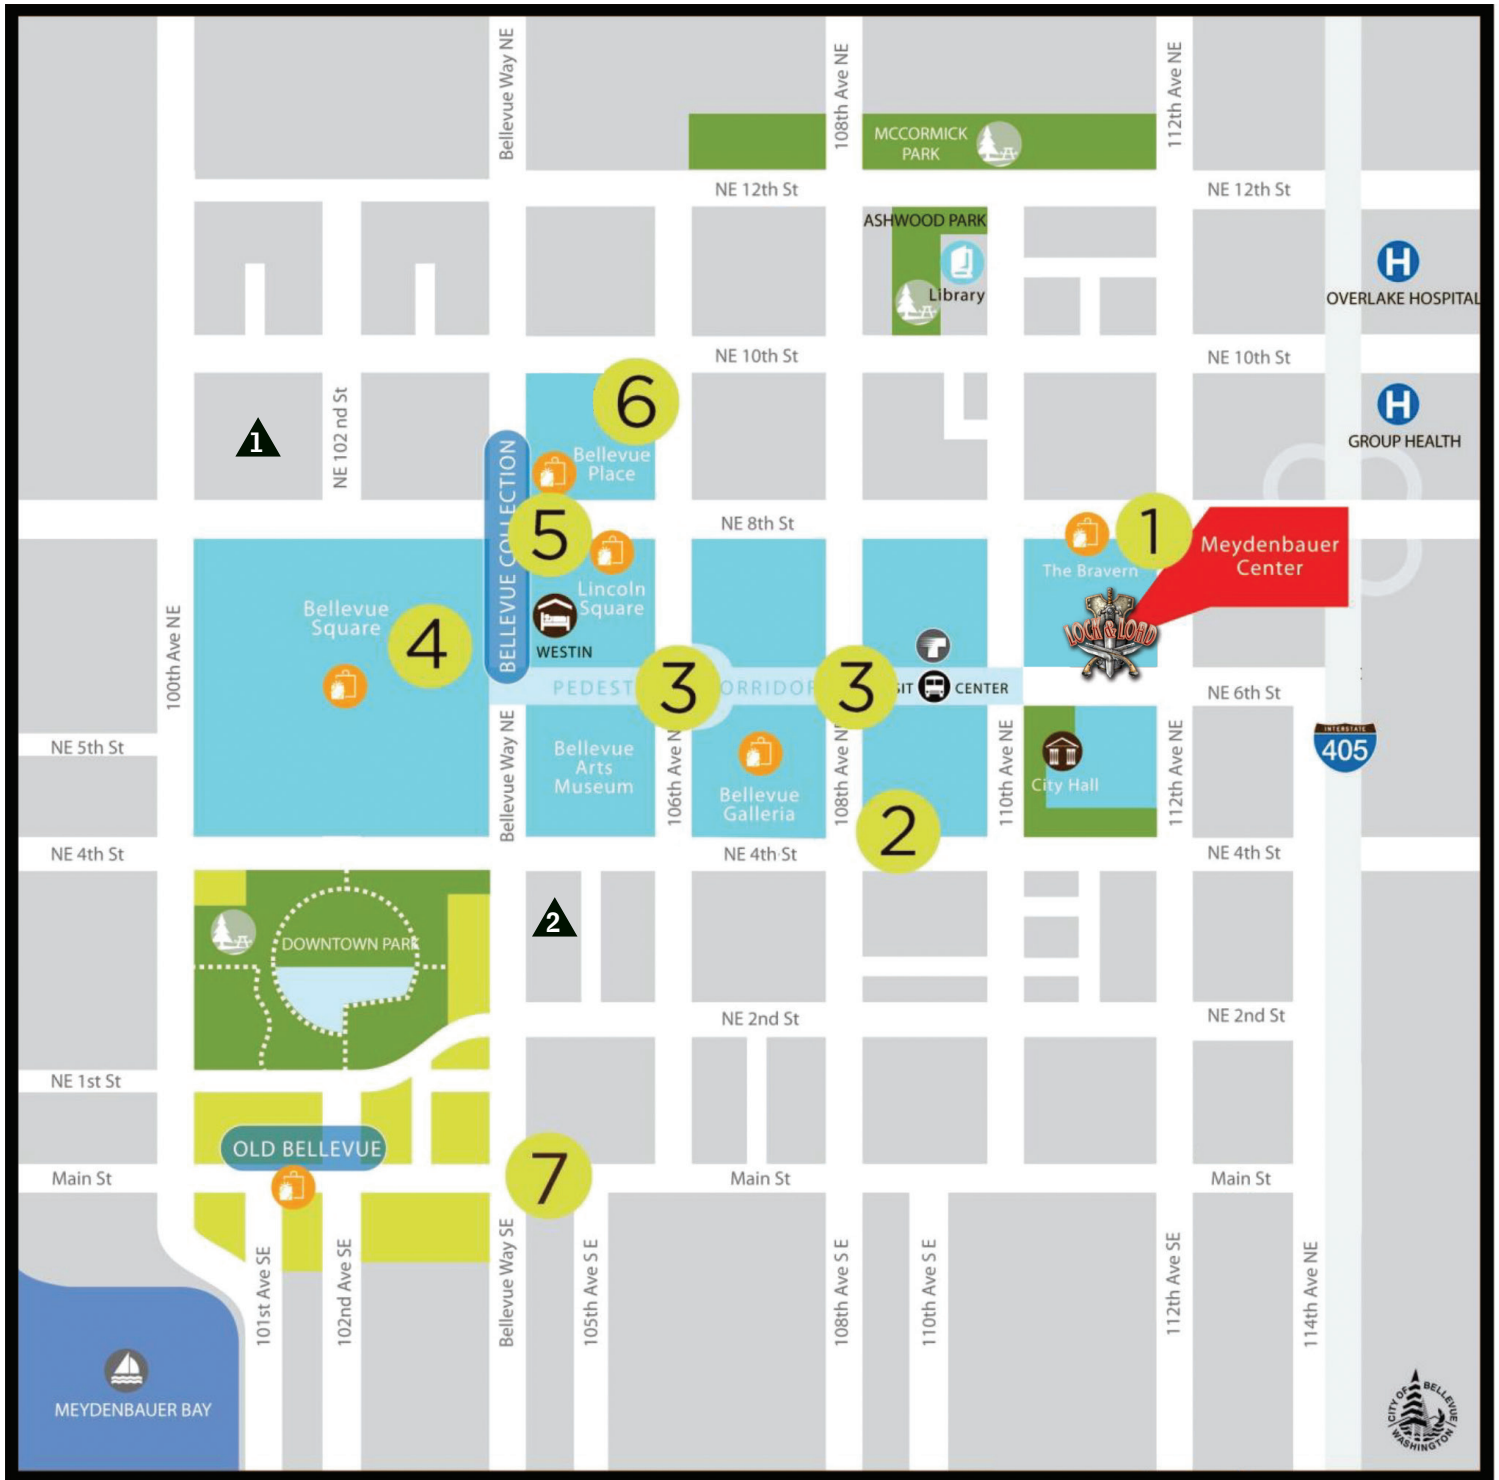 Bellevue Way NE
108th Ave NE
112th Ave NE
MCCORMICK
PARK
NE 12th St
NE 12th St
ASHWOOD PARK
Library
H
OVERLAKE HOSPITAL
NE 10th St
NE 10th St
NE 102 nd St
1
6
H
GROUP HEALTH
BELLEVUE COLLECTION
Bellevue
Place
5
NE 8th St
1
Meydenbauer
Center
The Bravern
LOCK & LOAD
Lincoln
Square
WESTIN
Bellevue
Square
4
100th Ave NE
PEDEST
3
ORRIDOR
3
SIT
CENTER
NE 6th St
INTERSTATE
405
NE 5th St
Bellevue Way NE
Bellevue
Arts
Museum
106th Ave N
Bellevue
Galleria
108th Ave N
2
110th Ave NE
City Hall
112th Ave NE
NE 4th St
NE 4th St
NE 4th St
2
DOWNTOWN PARK
NE 2nd St
NE 2nd St
NE 1st St
OLD BELLEVUE
7
Main St
Main St
Main St
101st Ave SE
102nd Ave SE
Bellevue Way SE
105th Ave S E
108th Ave S E
110th Ave S E
112th Ave SE
114th Ave NE
MEYDENBAUER BAY
CITY OF BELLEVUE
WASHINGTON